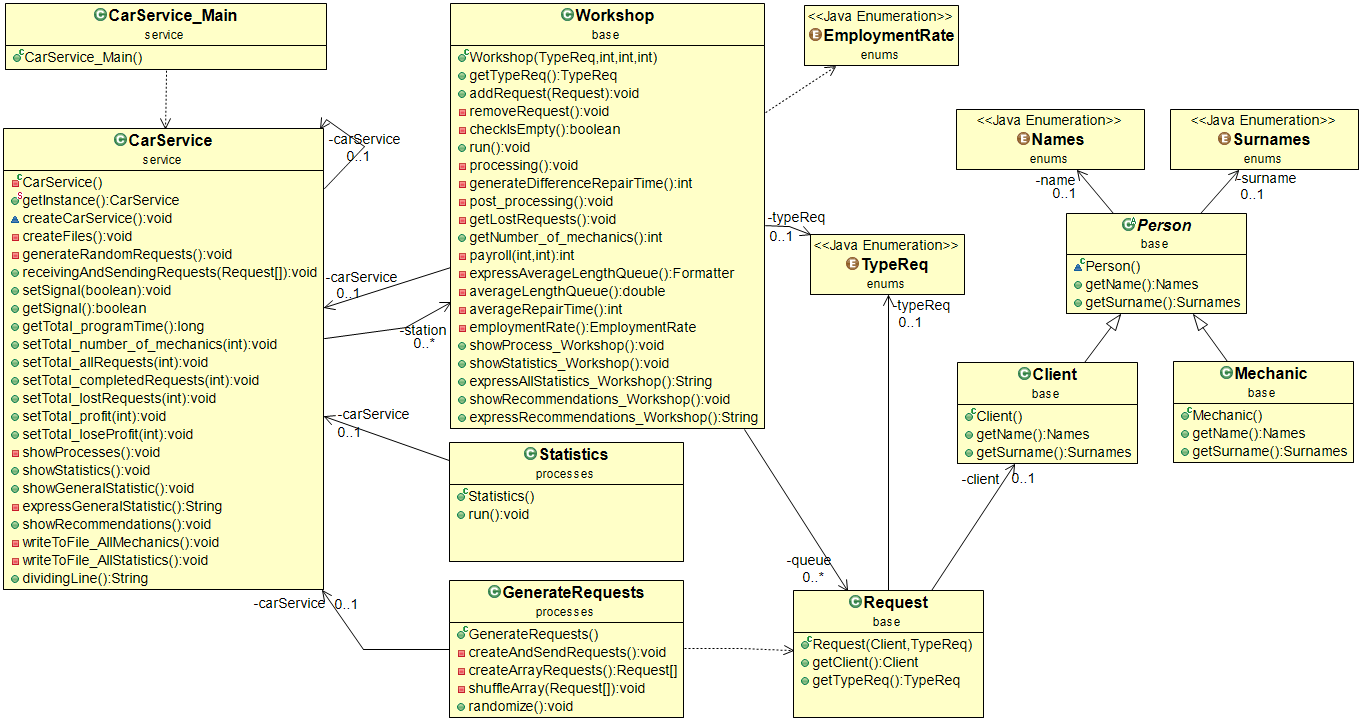 CarService_Main
service
CarService_Main()
CarService
service
CarService()
getInstance():CarService
createCarService():void
createFiles():void
generateRandomRequests():void
receivingAndSendingRequests(Request[]):void
setSignal(boolean):void
getSignal():boolean
getTotal_programTime():long
setTotal_number_of_mechanics(int):void
setTotal_allRequests(int):void
setTotal_completedRequests(int):void
setTotal_lostRequests(int):void
setTotal_profit(int):void
setTotal_loseProfit(int):void
showProcesses():void
showStatistics():void
showGeneralStatistic():void
expressGeneralStatistic():String
showRecommendations():void
writeToFile_AllMechanics():void
writeToFile_AllStatistics():void
dividingLine():String
-carService
0..1
-carService
0..1
-station
0..*
-carService
0..1
-carService
0..1
Workshop
base
Workshop(TypeReq,int,int,int)
getTypeReq():TypeReq
addRequest(Request):void
removeRequest():void
checkIsEmpty():boolean
run():void
processing():void
generateDifferenceRepairTime():int
post_processing():void
getLostRequests():void
getNumber_of_mechanics():int
payroll(int,int):int
expressAverageLengthQueue():Formatter
averageLengthQueue():double
averageRepairTime():int
employmentRate():EmploymentRate
showProcess_Workshop():void
showStatistics_Workshop():void
expressAllStatistics_Workshop():String
showRecommendations_Workshop():void
expressRecommendations_Workshop():String
Statistics
processes
Statistics()
run():void
GenerateRequests
processes
GenerateRequests()
createAndSendRequests():void
createArrayRequests():Request[]
shuffleArray(Request[]):void
randomize():void
<<Java Enumeration>>
EmploymentRate
enums
-typeReq
0..1
<<Java Enumeration>>
TypeReq
enums
-typeReq
0..1
-queue
0..*
Request
base
Request(Client,TypeReq)
getClient():Client
getTypeReq():TypeReq
<<Java Enumeration>>
Names
enums
<<Java Enumeration>>
Surnames
enums
-name
0..1
-surname
0..1
Person
base
Person()
getName():Names
getSurname():Surnames
Client
base
Client()
getName():Names
getSurname():Surnames
-client
0..1
Mechanic
base
Mechanic()
getName():Names
getSurname():Surnames